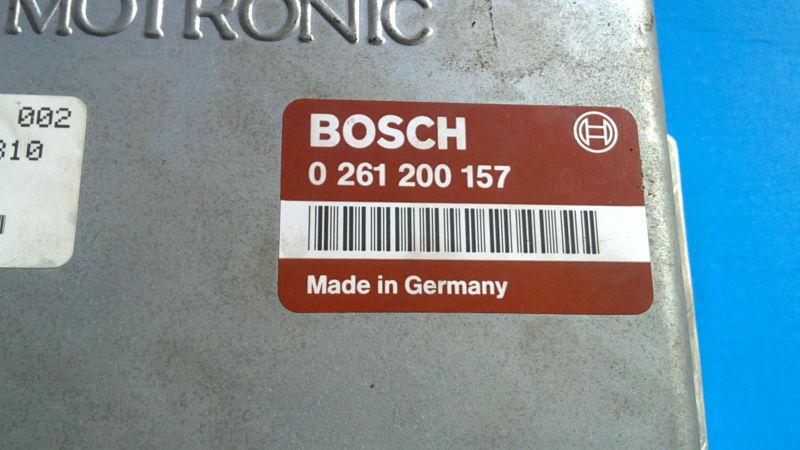 MOTRONIC
002
310
BOSCH
0 261 200 157
Made in Germany